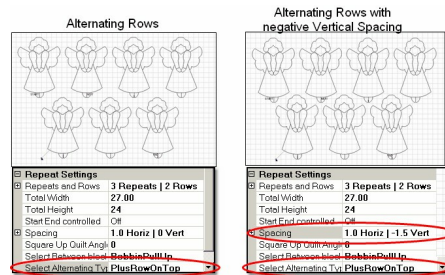 Alternating Rows
Alternating Rows with
negative Vertical Spacing
Repeat Settings
Repeats and Rows 3 Repeats | 2 Rows
Total Width 27.00
Total Height 24
Start End controlled Off
Spacing 1.0 Horiz | 0 Vert
Square Up Quilt Angle 0
Select Between bloc BobbinPullUp
Select Alternating Typ PlusRowOnTop
Repeat Settings
Repeats and Rows 3 Repeats | 2 Rows
Total Width 27.00
Total Height 24
Start End controlled Off
Spacing 1.0 Horiz | -1.5 Vert
Square Up Quilt Angle 0
Select Between bloc BobbinPullUp
Select Alternating Typ PlusRowOnTop